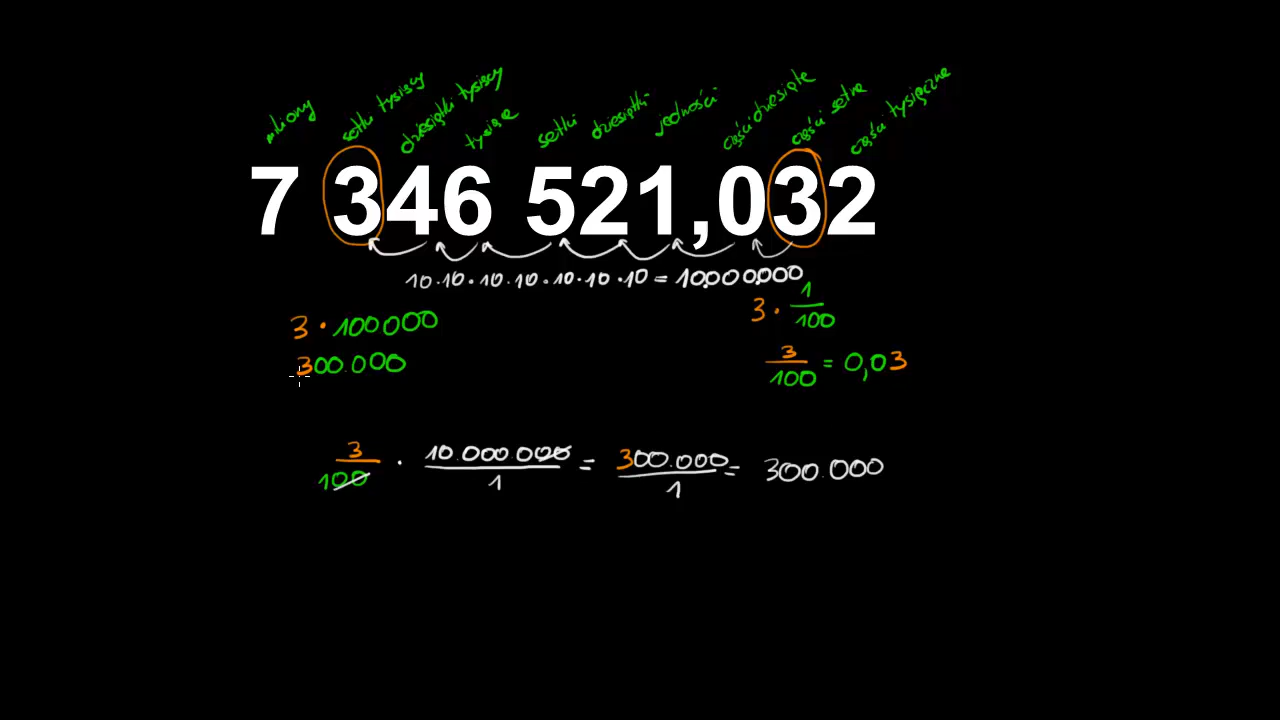 miliony setki tysięcy dziesiątki tysięcy tysiące setki dziesiątki jedności części dziesiąte części setne części tysięczne
7 346 521,032
10·10·10·10·10·10·10 = 10,000,000
3 · 100000
3 · 1/100
300.000
3/100 = 0,03
3/100 · 10.000.000/1 = 300.000/1 = 300.000